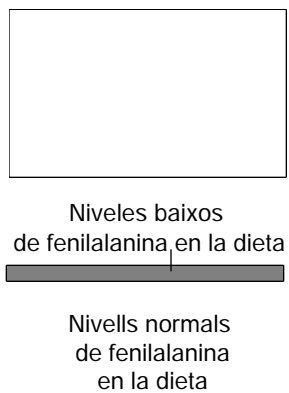 Niveles baixos
de fenilalanina en la dieta
Nivells normals
de fenilalanina
en la dieta